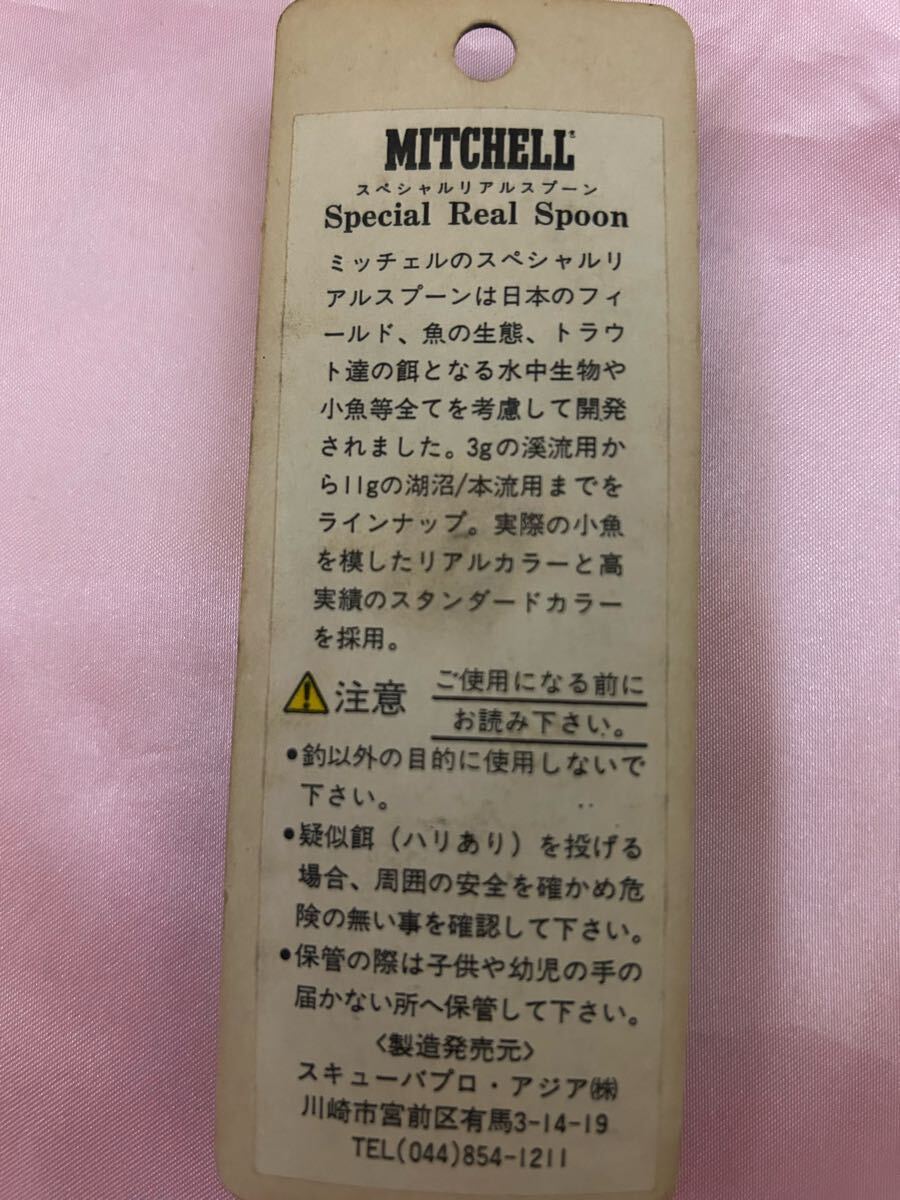 MITCHELL
スペシャルリアルスプーン
Special Real Spoon
ミッチェルのスペシャルリ
アルスプーンは日本のフィ
ールド、魚の生態、トラウ
ト達の餌となる水中生物や
小魚等全てを考慮して開発
されました。3gの溪流用か
ら11gの湖沼/本流用までを
ラインナップ。実際の小魚
を模したリアルカラーと高
実績のスタンダードカラー
を採用。
注意 ご使用になる前に
お読み下さい。
•釣以外の目的に使用しないで
下さい。
•疑似餌（ハリあり）を投げる
場合、周囲の安全を確かめ危
険の無い事を確認して下さい。
•保管の際は子供や幼児の手の
届かない所へ保管して下さい。
〈製造発売元〉
スキューバプロ・アジア㈱
川崎市宮前区有馬3-14-19
TEL(044)854-1211